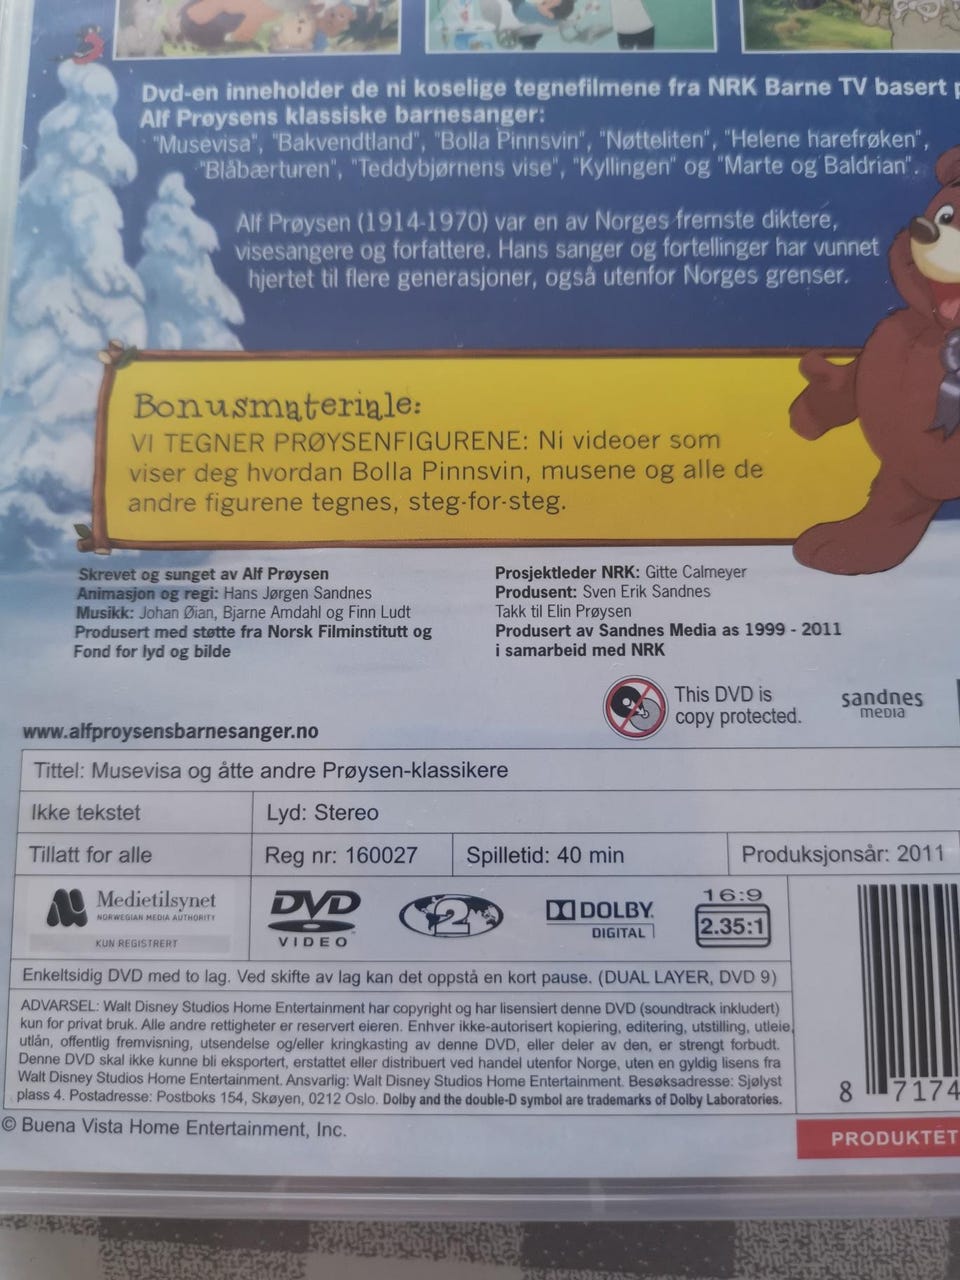 Dvd-en inneholder de ni koselige tegnefilmene fra NRK Barne TV basert
Alf Prøysens klassiske barnesanger:
"Musevisa", "Bakvendtland", "Bolla Pinnsvin", "Nøtteliten", "Helene harefrøken",
"Blåbærturen", "Teddybjørnens vise", "Kyllingen" og "Marte og Baldrian".
Alf Prøysen (1914-1970) var en av Norges fremste diktere,
visesangere og forfattere. Hans sanger og fortellinger har vunnet
hjertet til flere generasjoner, også utenfor Norges grenser.
Bonusmateriale:
VI TEGNER PRØYSENFIGURENE: Ni videoer som
viser deg hvordan Bolla Pinnsvin, musene og alle de
andre figurene tegnes, steg-for-steg.
Skrevet og sunget av Alf Prøysen
Animasjon og regi: Hans Jørgen Sandnes
Musikk: Johan Øian, Bjarne Amdahl og Finn Ludt
Produsert med støtte fra Norsk Filminstitutt og
Fond for lyd og bilde
Prosjektleder NRK: Gitte Calmeyer
Produsent: Sven Erik Sandnes
Takk til Elin Prøysen
Produsert av Sandnes Media as 1999 - 2011
i samarbeid med NRK
This DVD is
copy protected.
sandnes
media
www.alfproysensbarnesanger.no
Tittel: Musevisa og åtte andre Prøysen-klassikere
Ikke tekstet
Lyd: Stereo
Tillatt for alle
Reg nr: 160027
Spilletid: 40 min
Produksjonsår: 2011
Medietilsynet
NORWEGIAN MEDIA AUTHORITY
KUN REGISTRERT
DVD
VIDEO
2
DOLBY
DIGITAL
16:9
2.35:1
Enkeltsidig DVD med to lag. Ved skifte av lag kan det oppstå en kort pause. (DUAL LAYER, DVD 9)
ADVARSEL: Walt Disney Studios Home Entertainment har copyright og har lisensiert denne DVD (soundtrack inkludert)
kun for privat bruk. Alle andre rettigheter er reservert eieren. Enhver ikke-autorisert kopiering, editering, utstilling, utleie,
utlån, offentlig fremvisning, utsendelse og/eller kringkasting av denne DVD, eller deler av den, er strengt forbudt.
Denne DVD skal ikke kunne bli eksportert, erstattet eller distribuert ved handel utenfor Norge, uten en gyldig lisens fra
Walt Disney Studios Home Entertainment. Ansvarlig: Walt Disney Studios Home Entertainment. Besøksadresse: Sjølyst
plass 4. Postadresse: Postboks 154, Skøyen, 0212 Oslo. Dolby and the double-D symbol are trademarks of Dolby Laboratories.
8 7174
© Buena Vista Home Entertainment, Inc.
PRODUKTET